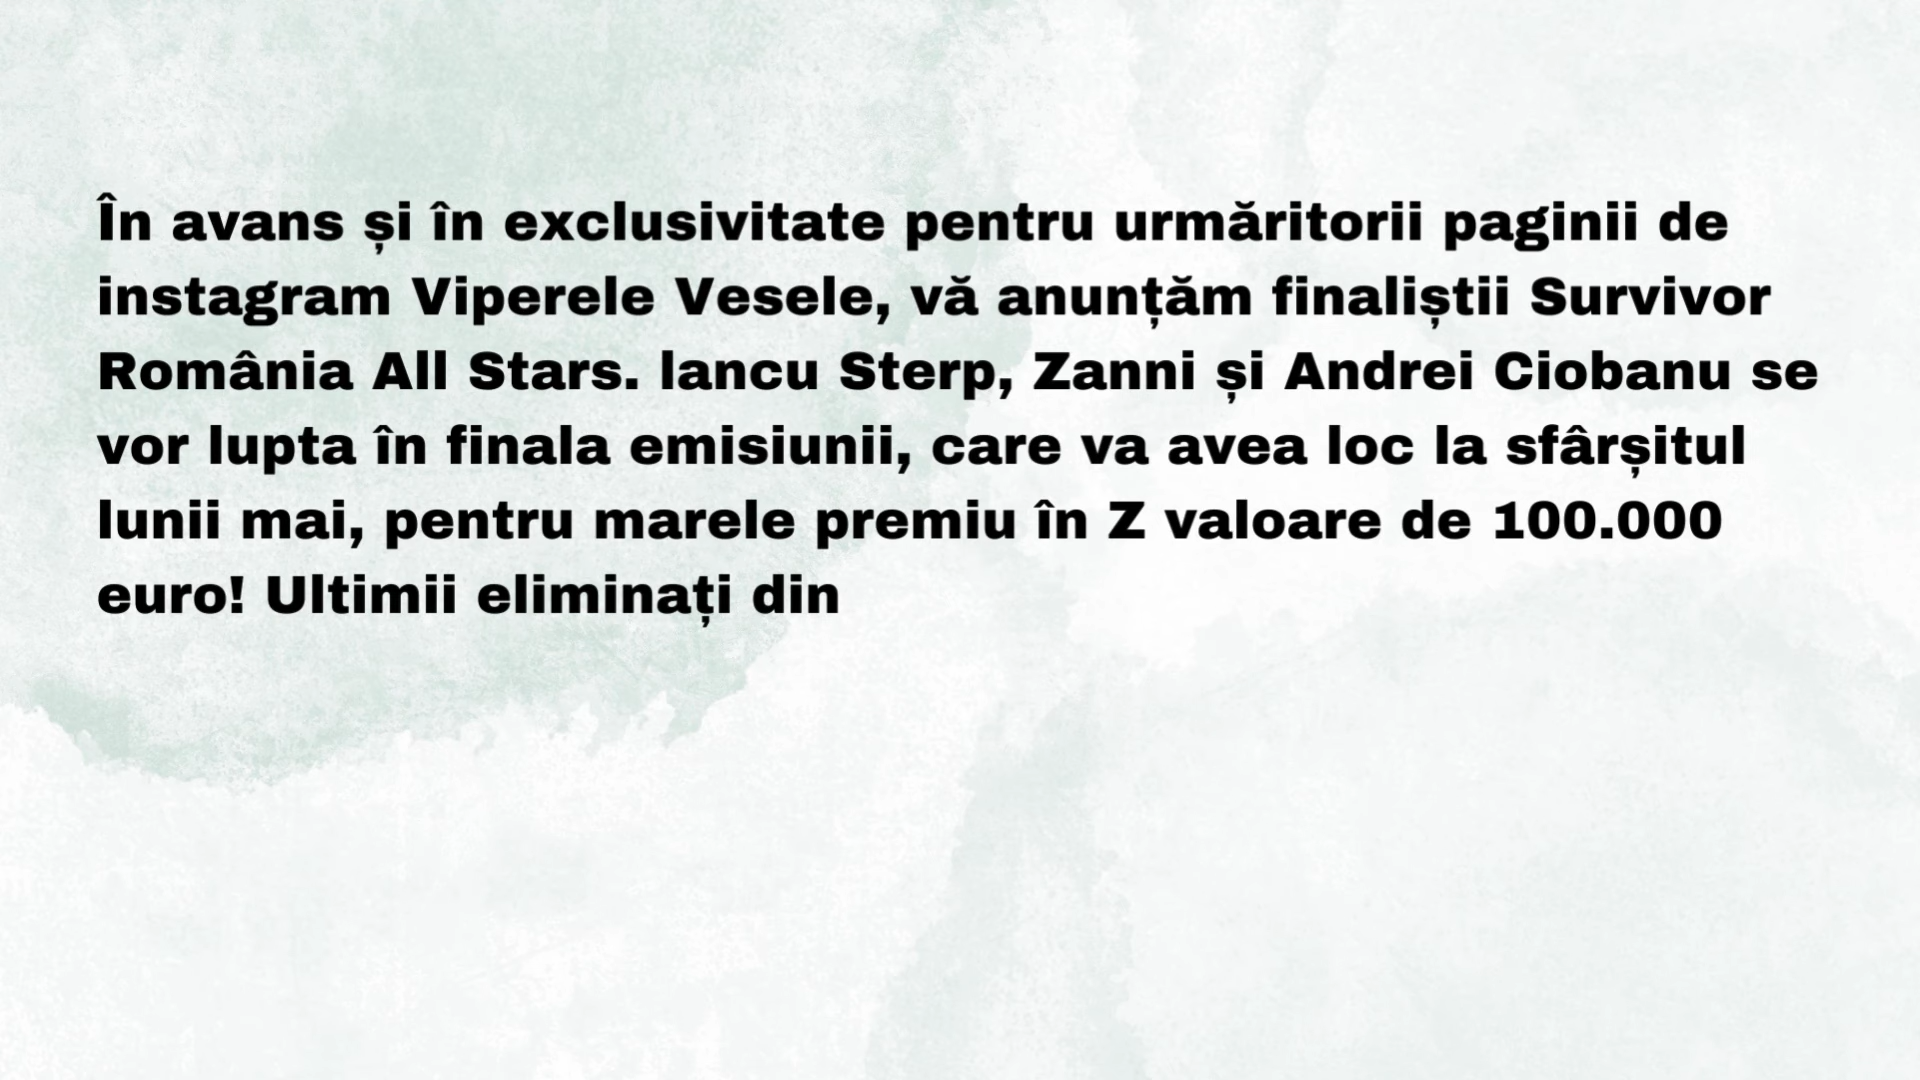 În avans și în exclusivitate pentru urmăritorii paginii de
instagram Viperele Vesele, vă anunțăm finaliștii Survivor
România All Stars. lancu Sterp, Zanni și Andrei Ciobanu se
vor lupta în finala emisiunii, care va avea loc la sfârșitul
lunii mai, pentru marele premiu în Z valoare de 100.000
euro! Ultimii eliminați din